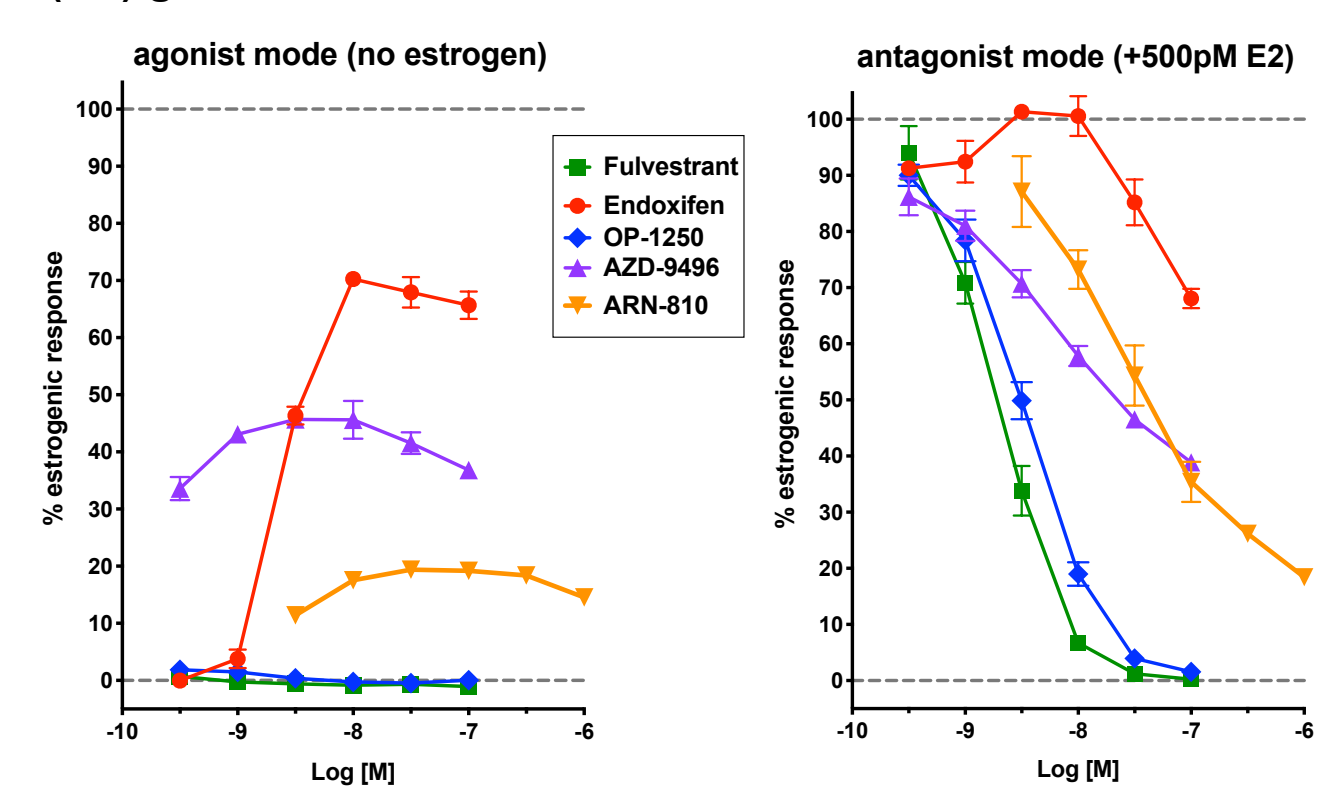 agonist mode (no estrogen)
% estrogenic response
100
90
80
70
60
50
40
30
20
10
0
-10
-9
-8
-7
-6
Log [M]
Fulvestrant
Endoxifen
OP-1250
AZD-9496
ARN-810
antagonist mode (+500pM E2)
% estrogenic response
100
90
80
70
60
50
40
30
20
10
0
-10
-9
-8
-7
-6
Log [M]